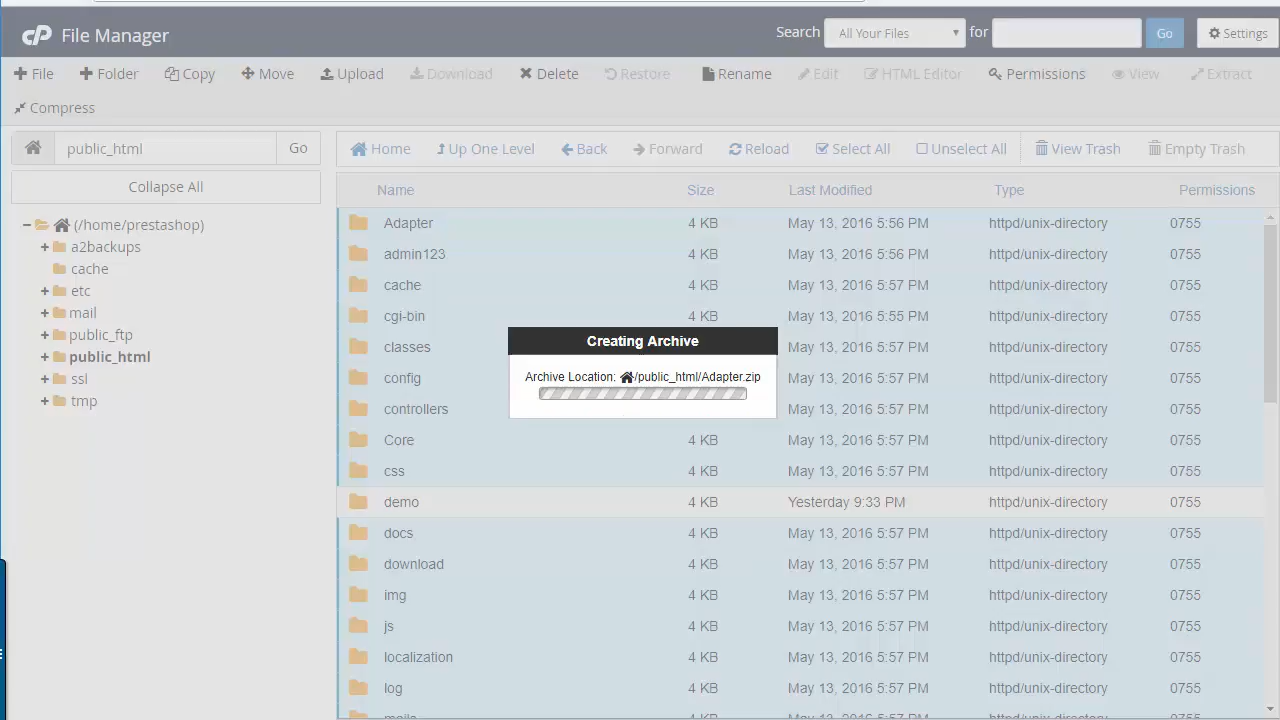 cP File Manager Search All Your Files for Go Settings
File Folder Copy Move Upload Download Delete Restore Rename Edit HTML Editor Permissions View Extract
Compress
public_html Go Home Up One Level Back Forward Reload Select All Unselect All View Trash Empty Trash
Collapse All
(/home/prestashop)
a2backups
cache
etc
mail
public_ftp
public_html
ssl
tmp
Name Size Last Modified Type Permissions
Adapter 4 KB May 13, 2016 5:56 PM httpd/unix-directory 0755
admin123 4 KB May 13, 2016 5:56 PM httpd/unix-directory 0755
cache 4 KB May 13, 2016 5:57 PM httpd/unix-directory 0755
cgi-bin 4 KB May 13, 2016 5:55 PM httpd/unix-directory 0755
classes May 13, 2016 5:57 PM httpd/unix-directory 0755
config May 13, 2016 5:57 PM httpd/unix-directory 0755
controllers May 13, 2016 5:57 PM httpd/unix-directory 0755
Creating Archive
Archive Location: /public_html/Adapter.zip
Core 4 KB May 13, 2016 5:57 PM httpd/unix-directory 0755
css 4 KB May 13, 2016 5:57 PM httpd/unix-directory 0755
demo 4 KB Yesterday 9:33 PM httpd/unix-directory 0755
docs 4 KB May 13, 2016 5:57 PM httpd/unix-directory 0755
download 4 KB May 13, 2016 5:57 PM httpd/unix-directory 0755
img 4 KB May 13, 2016 5:57 PM httpd/unix-directory 0755
js 4 KB May 13, 2016 5:57 PM httpd/unix-directory 0755
localization 4 KB May 13, 2016 5:57 PM httpd/unix-directory 0755
log 4 KB May 13, 2016 5:57 PM httpd/unix-directory 0755